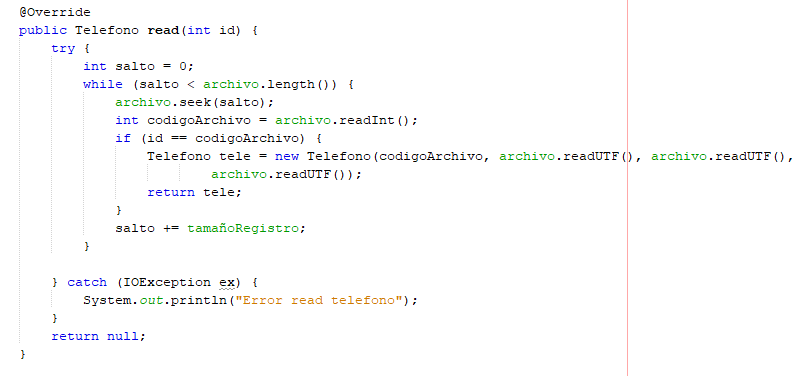 @Override
public Telefono read(int id) {
    try {
        int salto = 0;
        while (salto < archivo.length()) {
            archivo.seek(salto);
            int codigoArchivo = archivo.readInt();
            if (id == codigoArchivo) {
                Telefono tele = new Telefono(codigoArchivo, archivo.readUTF(), archivo.readUTF(),
                        archivo.readUTF());
                return tele;
            }
            salto += tamañoRegistro;
        }

    } catch (IOException ex) {
        System.out.println("Error read telefono");
    }
    return null;
}